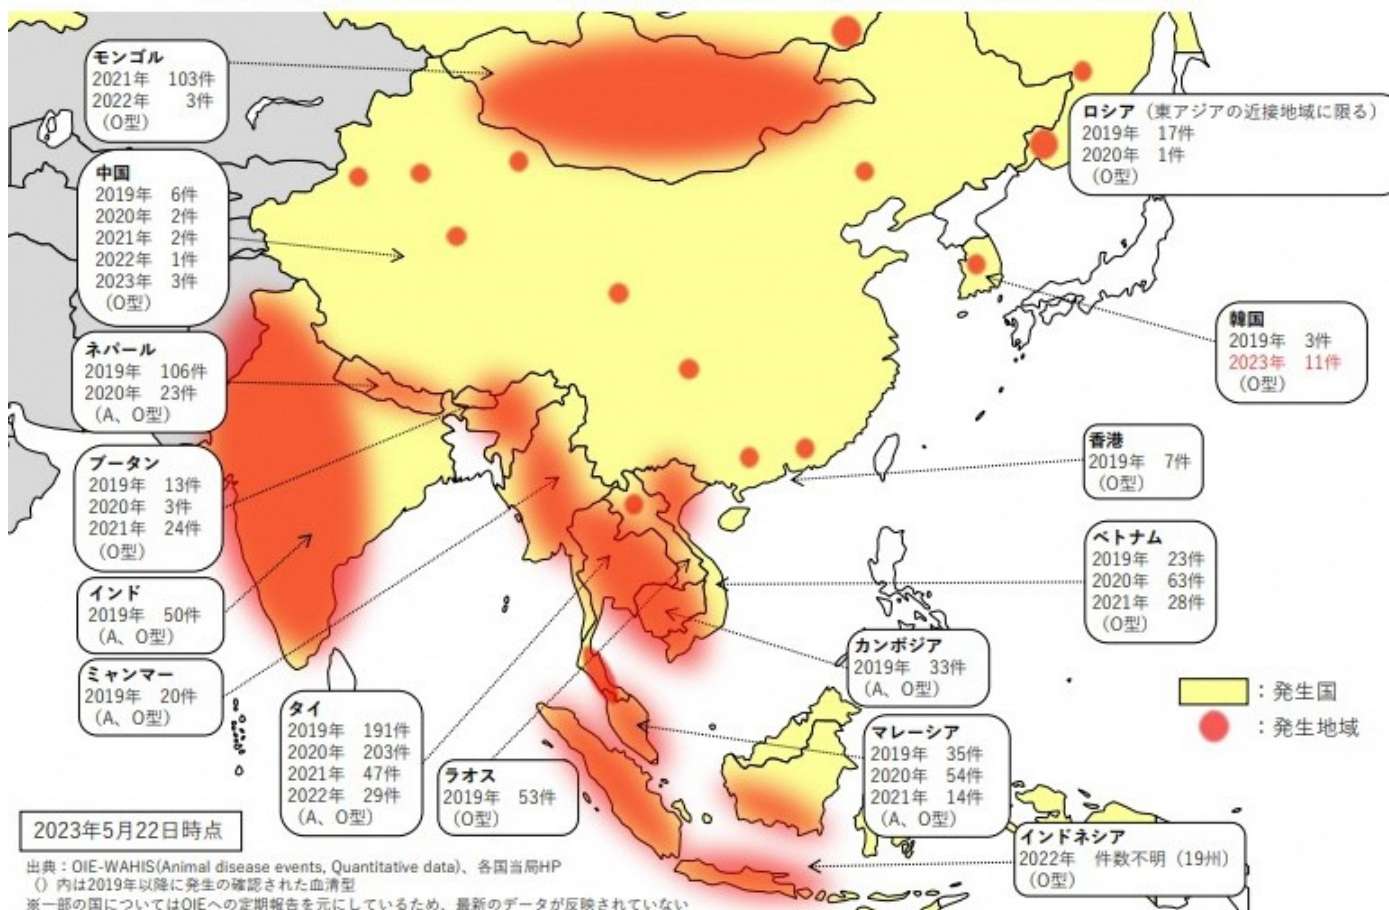 モンゴル
2021年 103件
2022年 3件
(O型)
中国
2019年 6件
2020年 2件
2021年 2件
2022年 1件
2023年 3件
(O型)
ネパール
2019年 106件
2020年 23件
(A、O型)
ブータン
2019年 13件
2020年 3件
2021年 24件
(O型)
インド
2019年 50件
(A、O型)
ミャンマー
2019年 20件
(A、O型)
タイ
2019年 191件
2020年 203件
2021年 47件
2022年 29件
(A、O型)
ラオス
2019年 53件
(O型)
ロシア (東アジアの近接地域に限る)
2019年 17件
2020年 1件
(O型)
韓国
2019年 3件
2023年 11件
(O型)
香港
2019年 7件
(O型)
ベトナム
2019年 23件
2020年 63件
2021年 28件
(O型)
カンボジア
2019年 33件
(A、O型)
マレーシア
2019年 35件
2020年 54件
2021年 14件
(A、O型)
インドネシア
2022年 件数不明 (19州)
(O型)
:発生国
:発生地域
2023年5月22日時点
出典:OIE-WAHIS(Animal disease events, Quantitative data)、各国当局HP
()内は2019年以降に発生の確認された血清型
※一部の国についてはOIEへの定期報告を元にしているため、最新のデータが反映されていない